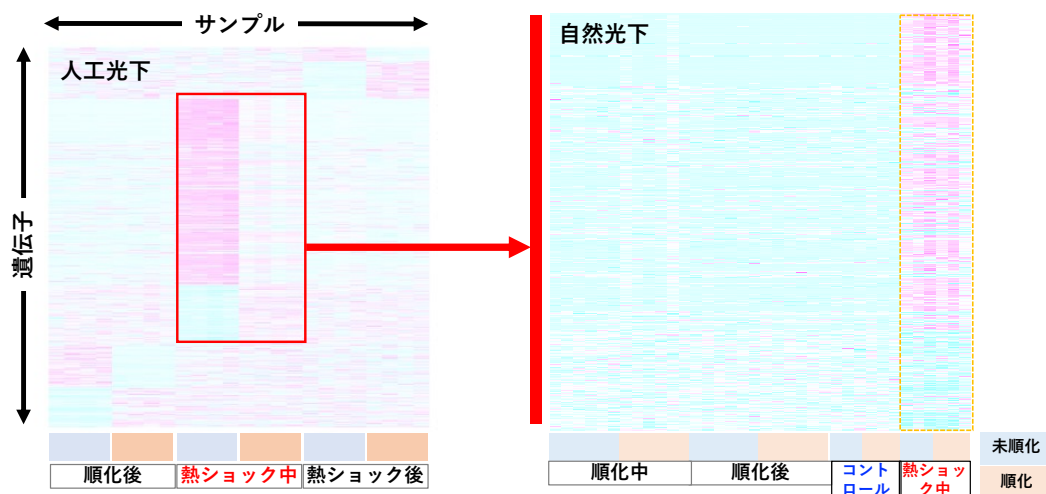 サンプル
遺伝子
人工光下
自然光下
順化後
熱ショック中
熱ショック後
順化中
順化後
コント
ロール
熱ショッ
ク中
未順化
順化